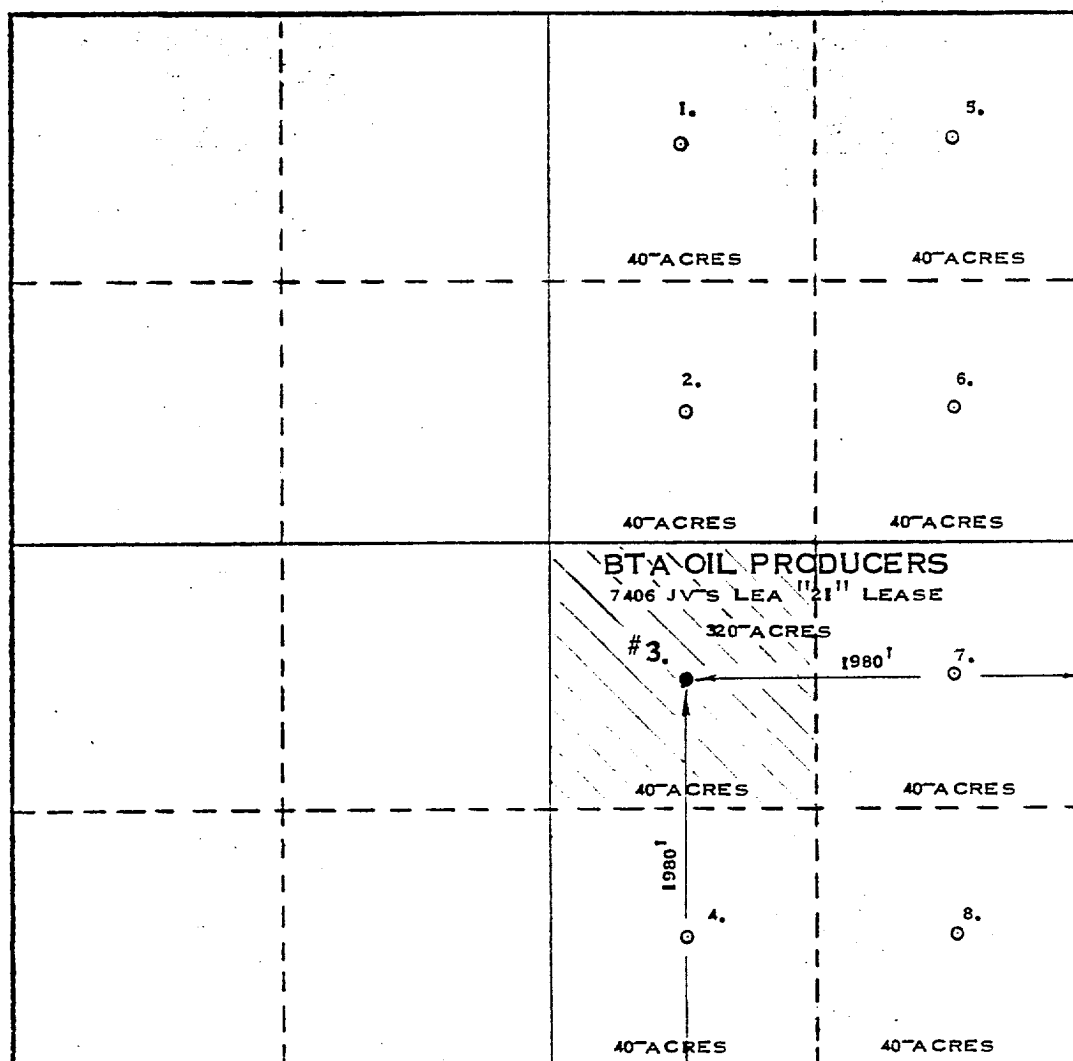 1. 5.
40 ACRES 40 ACRES
2. 6.
40 ACRES 40 ACRES
BTA OIL PRODUCERS
7406 JV-S LEA "21" LEASE
320 ACRES
#3. 1980' 7.
40 ACRES 40 ACRES
1980'
4. 8.
40 ACRES 40 ACRES